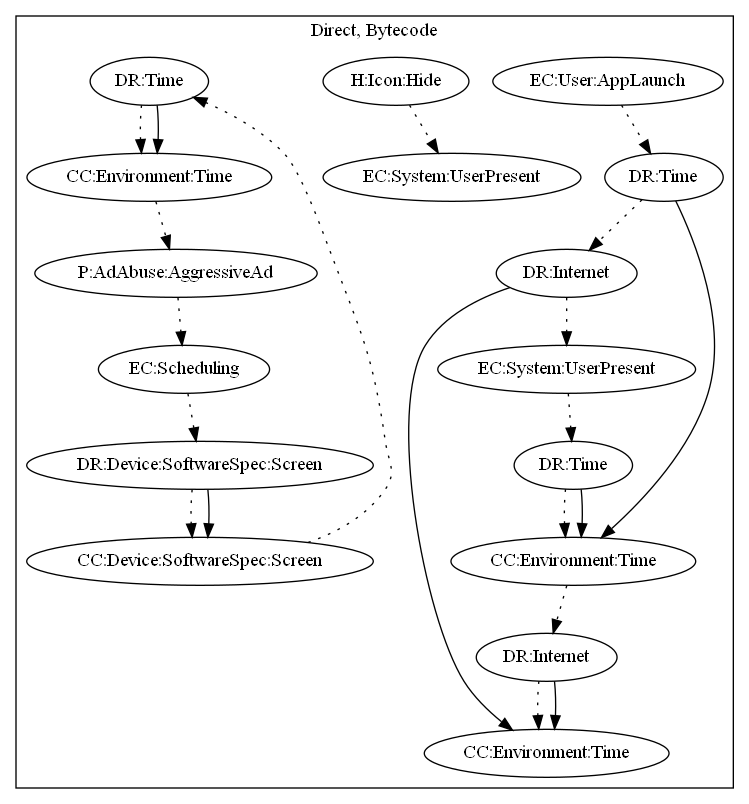 Direct, Bytecode
DR:Time
H:Icon:Hide
EC:User:AppLaunch
CC:Environment:Time
EC:System:UserPresent
DR:Time
P:AdAbuse:AggressiveAd
DR:Internet
EC:Scheduling
EC:System:UserPresent
DR:Device:SoftwareSpec:Screen
DR:Time
CC:Device:SoftwareSpec:Screen
CC:Environment:Time
DR:Internet
CC:Environment:Time